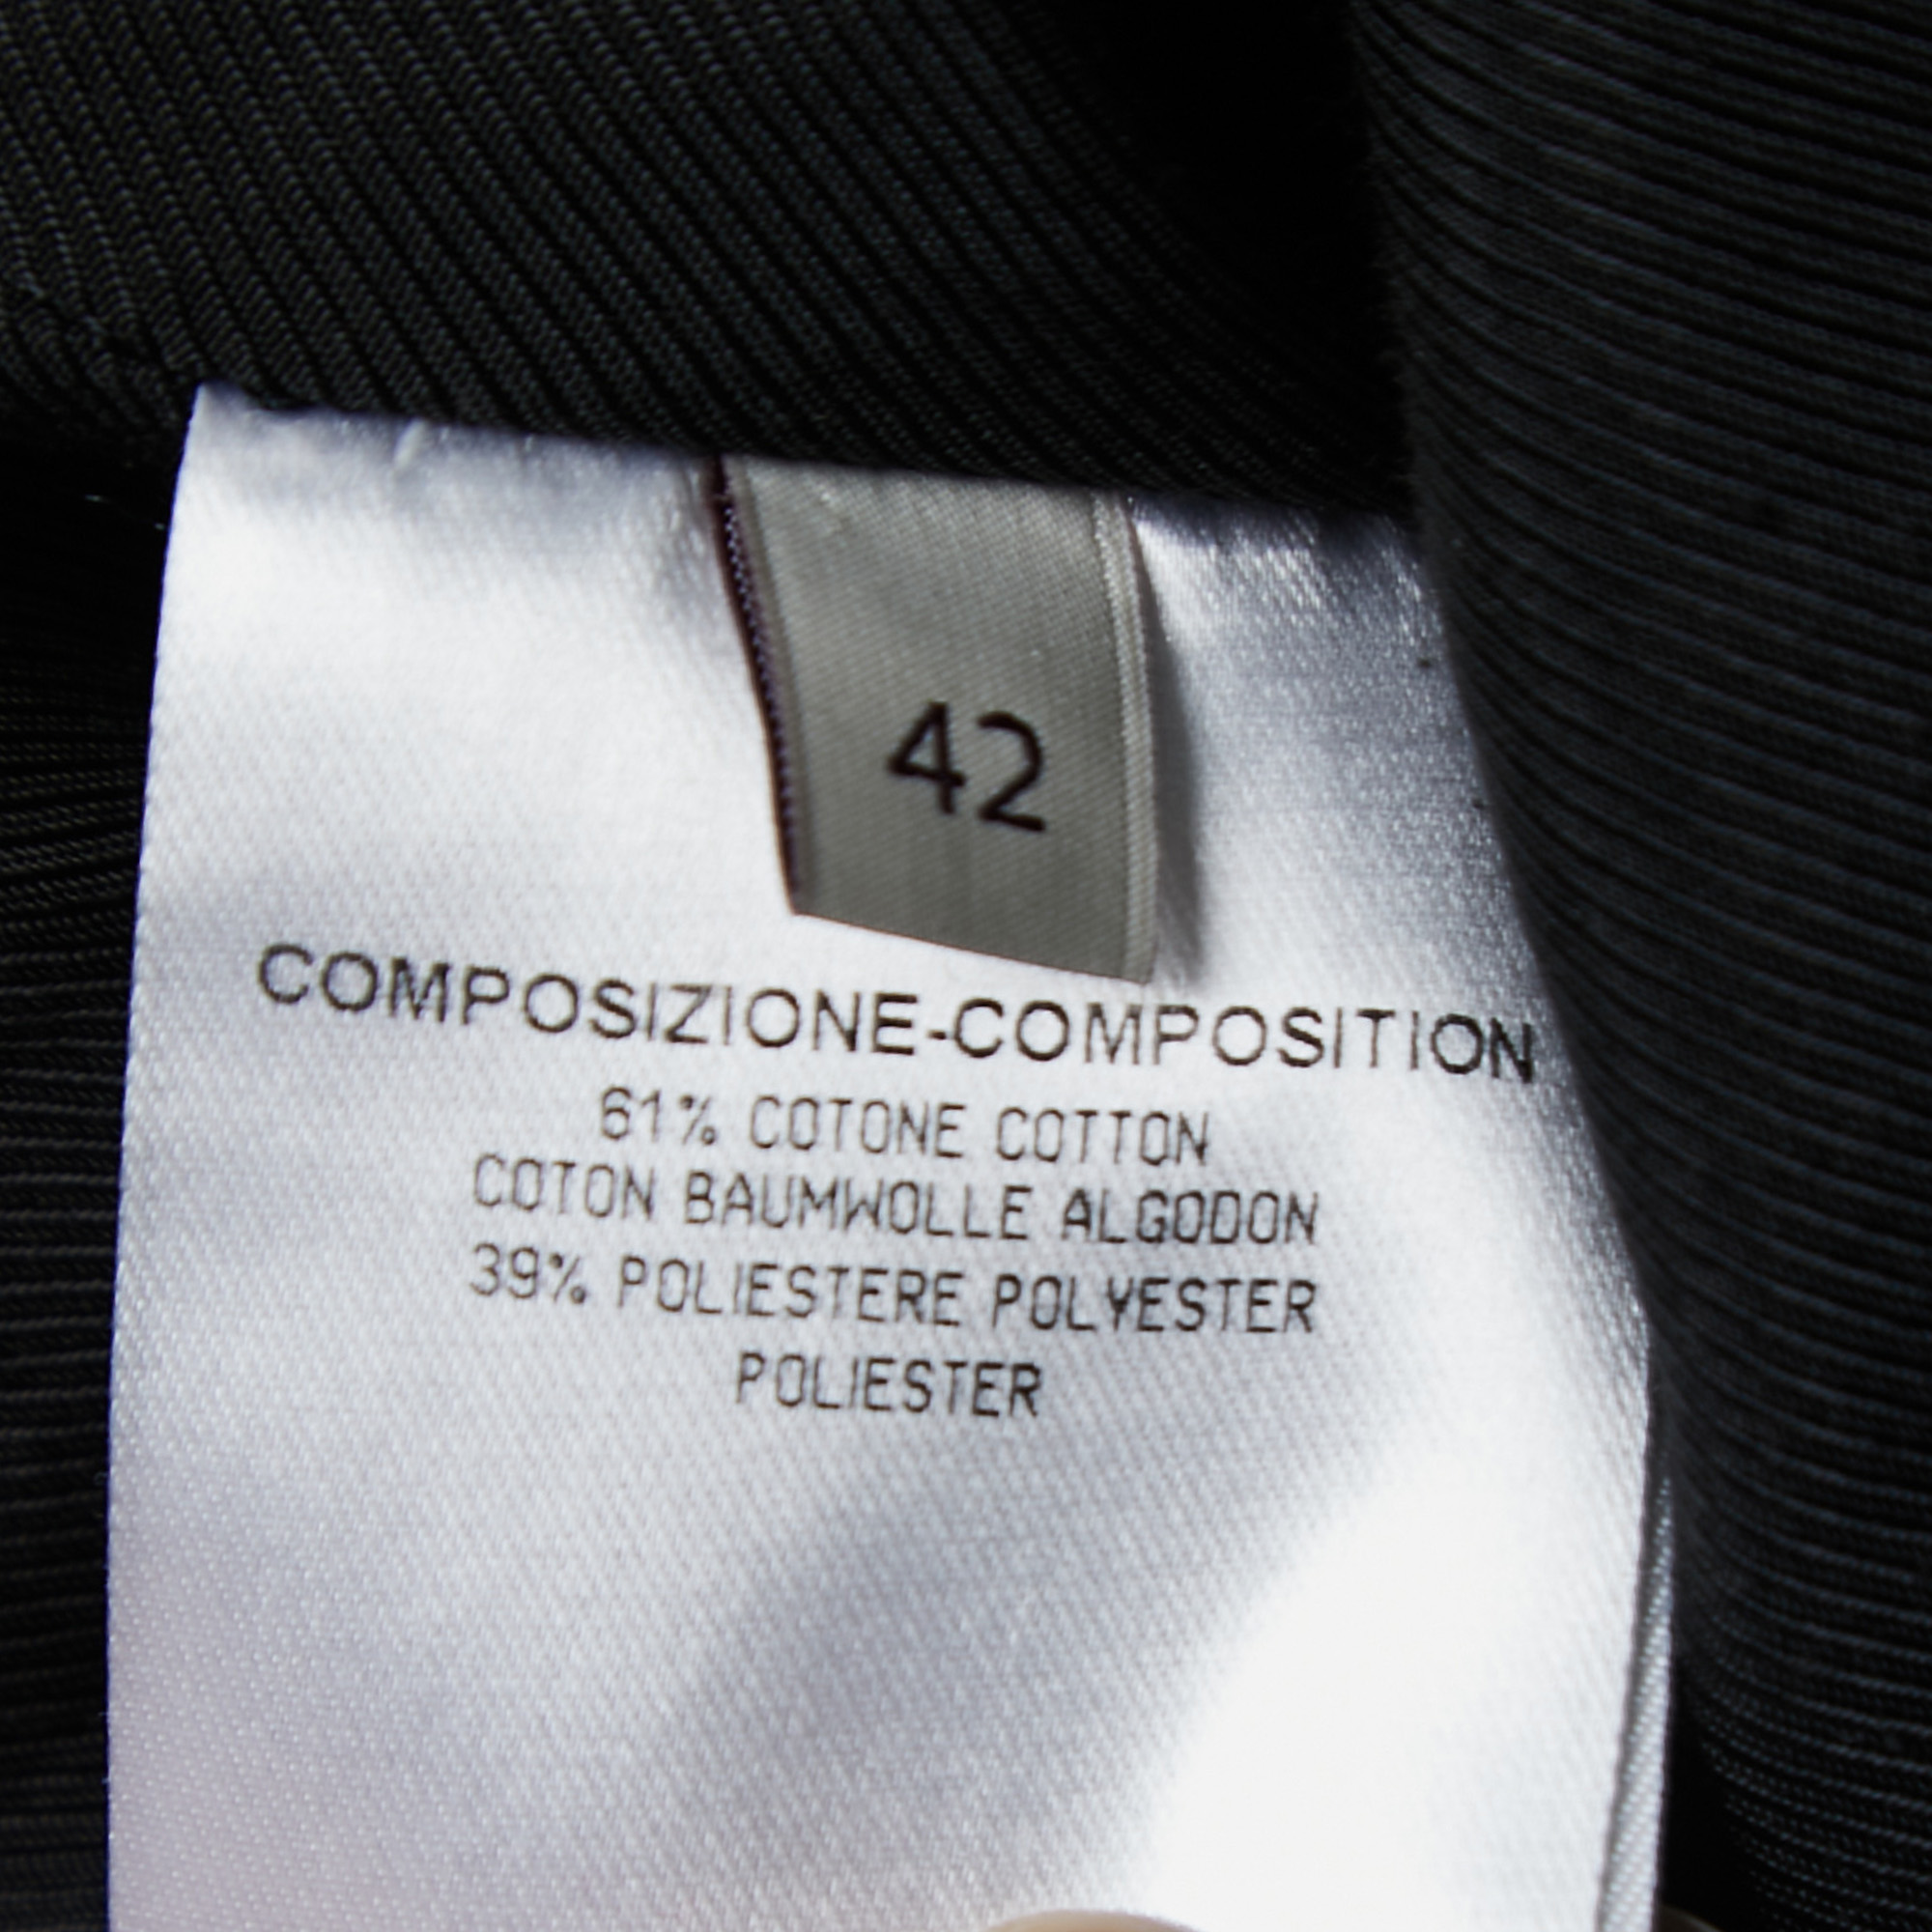 42
COMPOSIZIONE-COMPOSITION
61% COTONE COTTON
COTON BAUMWOLLE ALGODON
39% POLIESTERE POLYESTER
POLIESTER